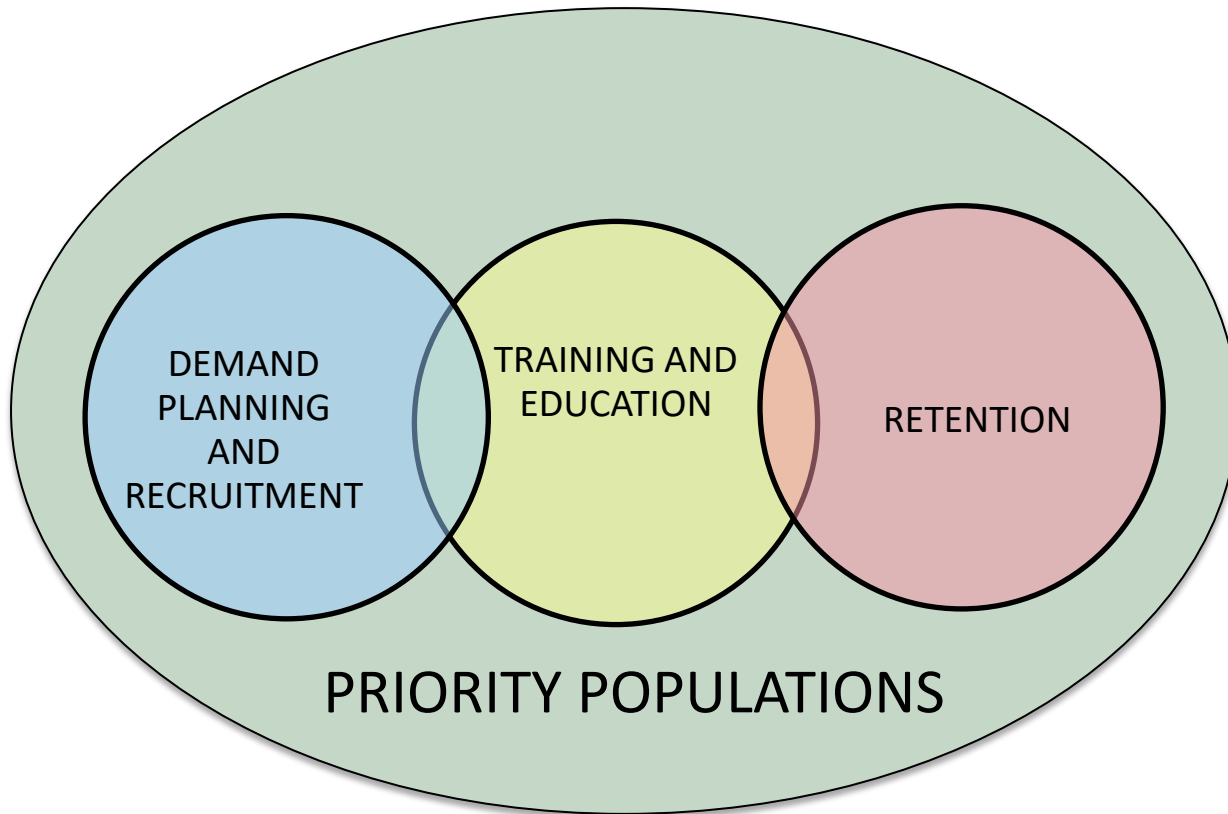 DEMAND
PLANNING
AND
RECRUITMENT
TRAINING AND
EDUCATION
RETENTION
PRIORITY POPULATIONS